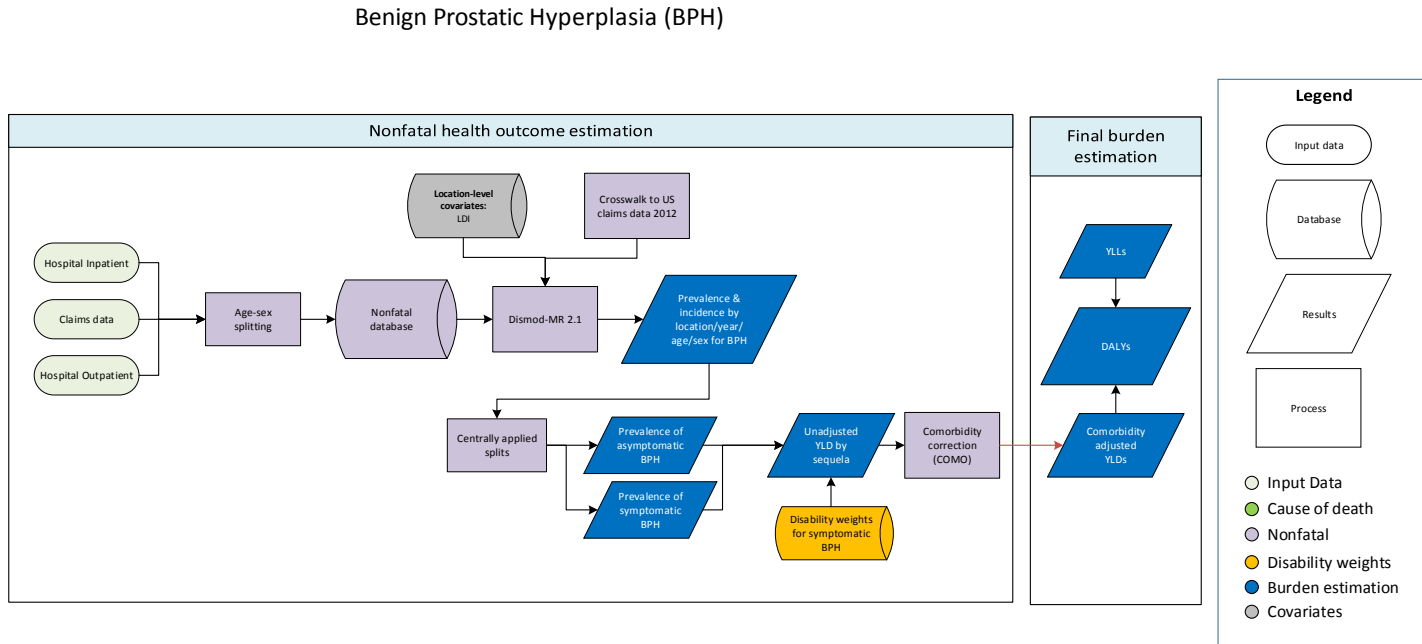 Benign Prostatic Hyperplasia (BPH)
Nonfatal health outcome estimation
Final burden
estimation
Legend
Input data
Database
Results
Process
Input Data
Cause of death
Nonfatal
Disability weights
Burden estimation
Covariates
Location-level
covariates:
LDI
Crosswalk to US
claims data 2012
Hospital Inpatient
Claims data
Hospital Outpatient
Age-sex
splitting
Nonfatal
database
Dismod-MR 2.1
Prevalence &
incidence by
location/year/
age/sex for BPH
Centrally applied
splits
Prevalence of
asymptomatic
BPH
Prevalence of
symptomatic
BPH
Unadjusted
YLD by
sequela
Disability weights
for symptomatic
BPH
Comorbidity
correction
(COMO)
YLLs
DALYs
Comorbidity
adjusted
YLDs